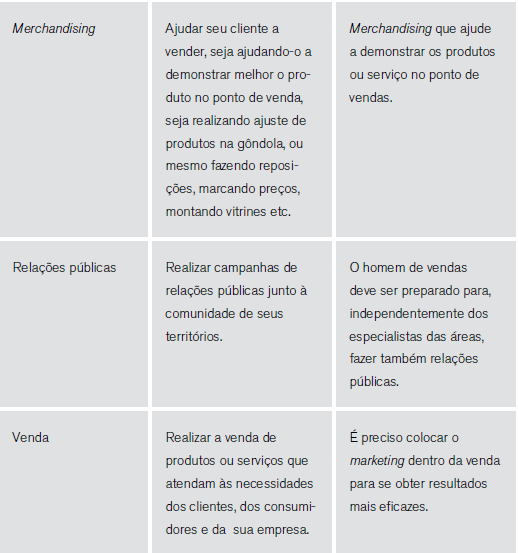 Merchandising
Ajudar seu cliente a
vender, seja ajudando-o a
demonstrar melhor o pro-
duto no ponto de venda,
seja realizando ajuste de
produtos na gôndola, ou
mesmo fazendo reposi-
ções, marcando preços,
montando vitrines etc.
Merchandising que ajude
a demonstrar os produtos
ou serviço no ponto de
vendas.
Relações públicas
Realizar campanhas de
relações públicas junto à
comunidade de seus
territórios.
O homem de vendas
deve ser preparado para,
independentemente dos
especialistas das áreas,
fazer também relações
públicas.
Venda
Realizar a venda de
produtos ou serviços que
atendam às necessidades
dos clientes, dos consumi-
dores e da sua empresa.
É preciso colocar o
marketing dentro da venda
para se obter resultados
mais eficazes.